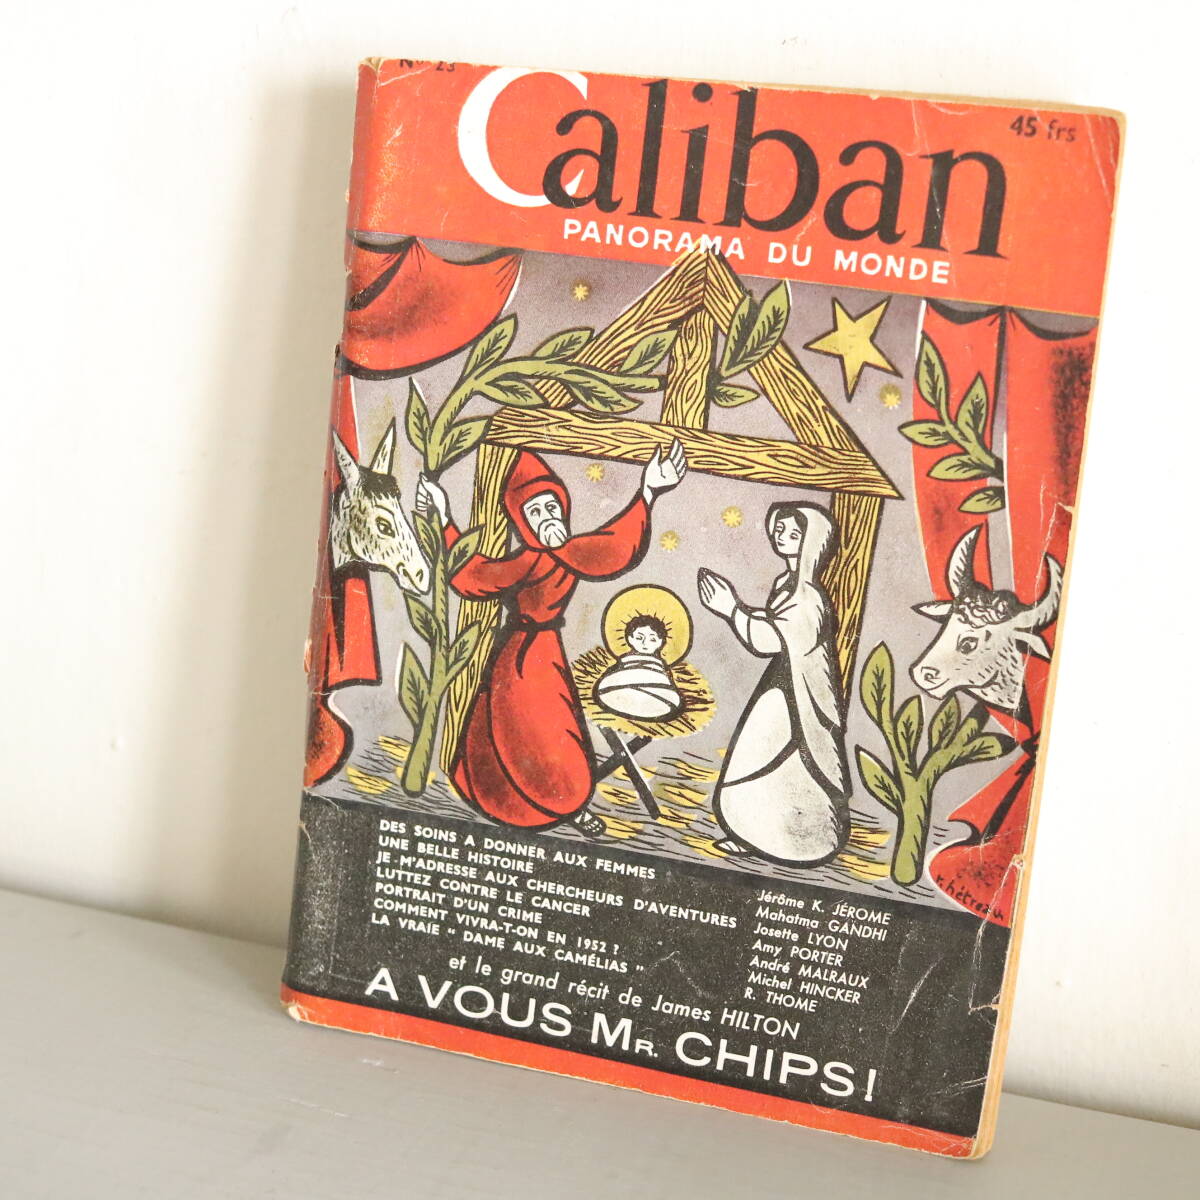 No 23
Caliban
45 frs
PANORAMA DU MONDE
r. hétreau
DES SOINS A DONNER AUX FEMMES
UNE BELLE HISTOIRE
JE M'ADRESSE AUX CHERCHEURS D'AVENTURES
LUTTEZ CONTRE LE CANCER
PORTRAIT D'UN CRIME
COMMENT VIVRA-T-ON EN 1952 ?
LA VRAIE " DAME AUX CAMÉLIAS "
Jérôme K. JÉROME
Mahatma GANDHI
Josette LYON
Amy PORTER
André MALRAUX
Michel HINCKER
R. THOME
et le grand récit de James HILTON
A VOUS MR. CHIPS!